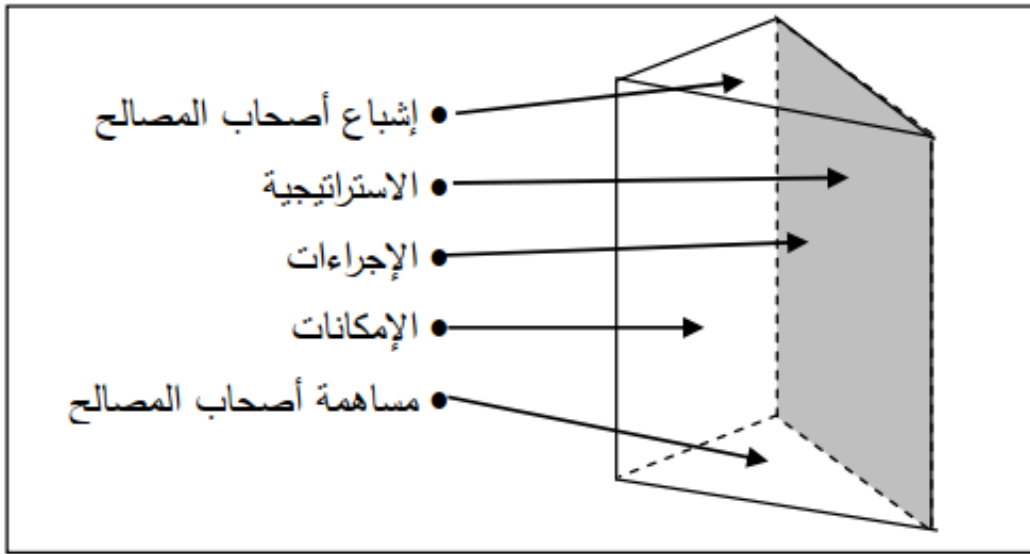 • إشباع أصحاب المصالح
• الاستراتيجية
• الإجراءات
• الإمكانات
• مساهمة أصحاب المصالح